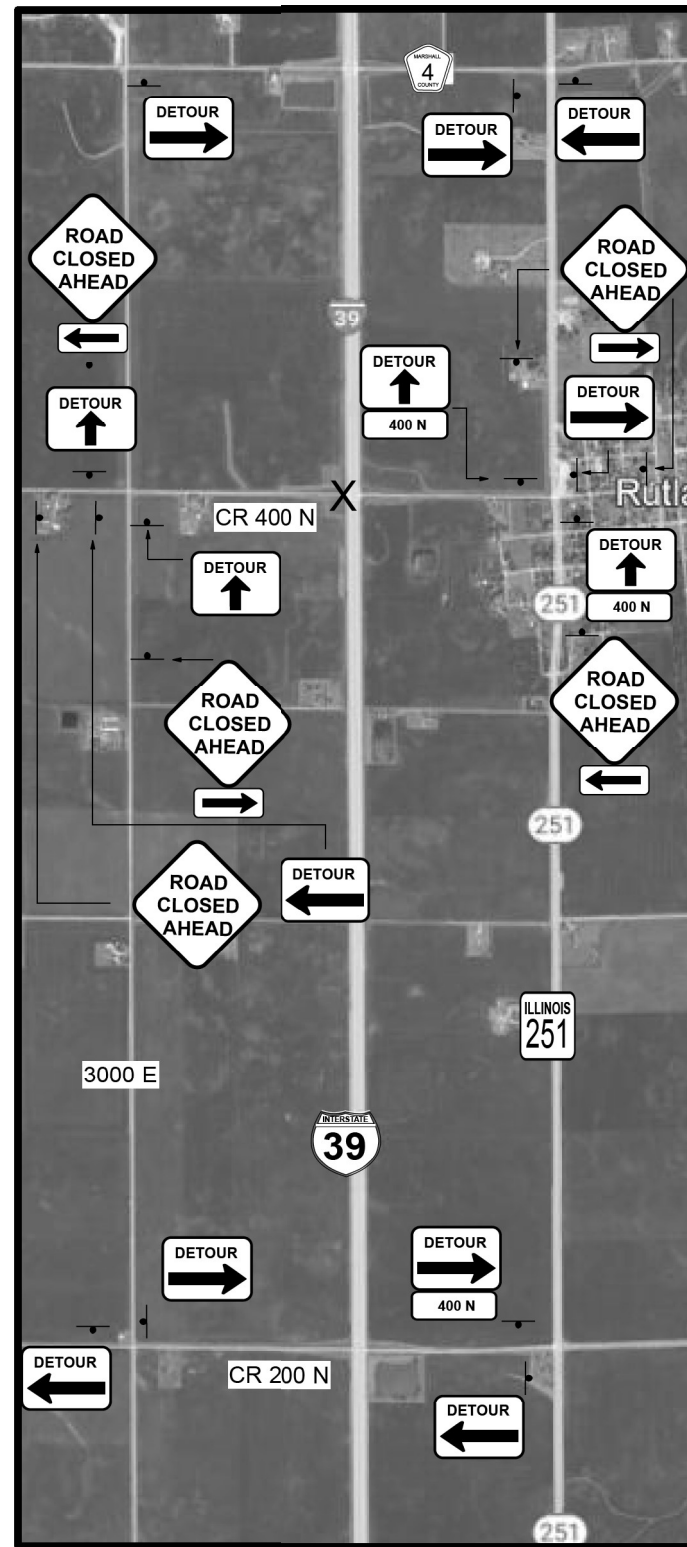 MARSHALL
4
COUNTY
DETOUR
DETOUR
DETOUR
ROAD
CLOSED
AHEAD
ROAD
CLOSED
AHEAD
39
DETOUR
400 N
DETOUR
DETOUR
CR 400 N
Rutla
DETOUR
DETOUR
400 N
251
ROAD
CLOSED
AHEAD
ROAD
CLOSED
AHEAD
251
ROAD
CLOSED
AHEAD
DETOUR
ILLINOIS
251
3000 E
INTERSTATE
39
DETOUR
DETOUR
400 N
DETOUR
CR 200 N
DETOUR
251